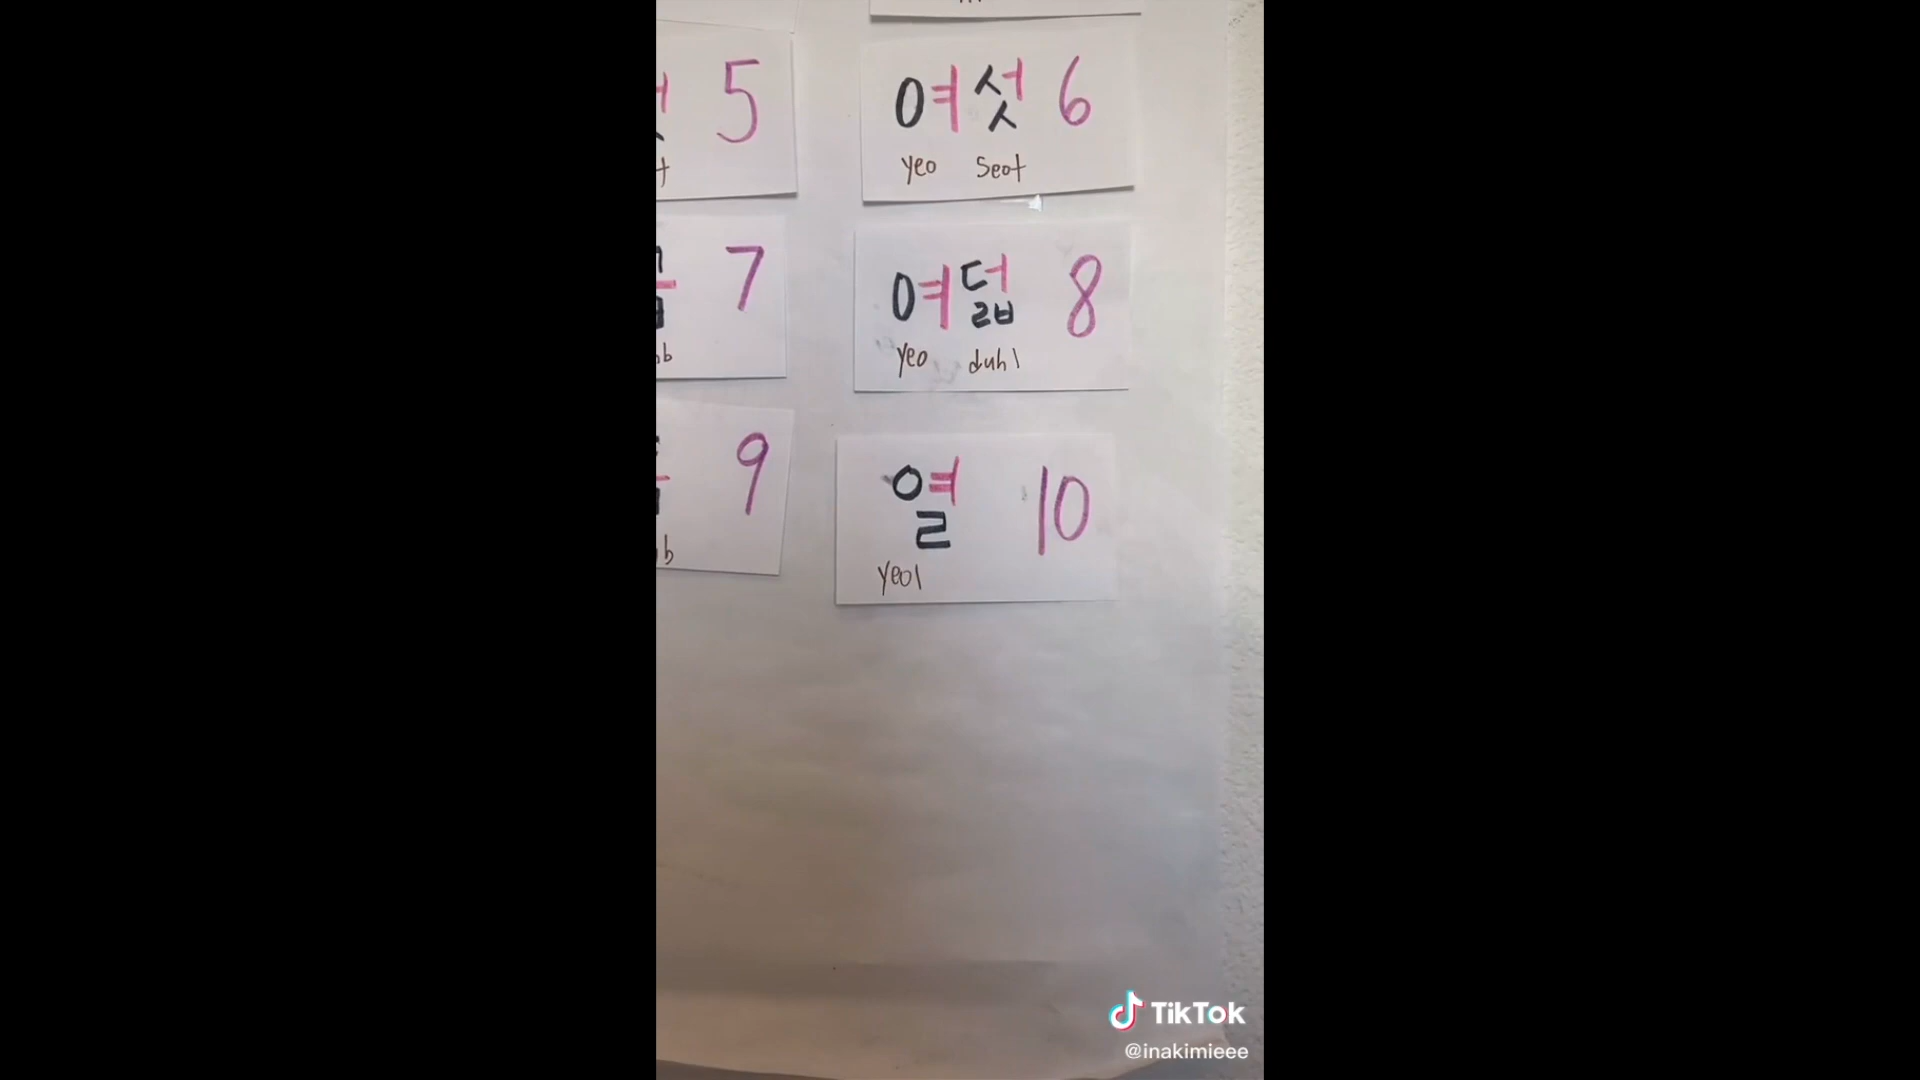 5
여섯 6
yeo seot
7
여덟 8
yeo duhl
9
열 10
yeol
TikTok
@inakimieee